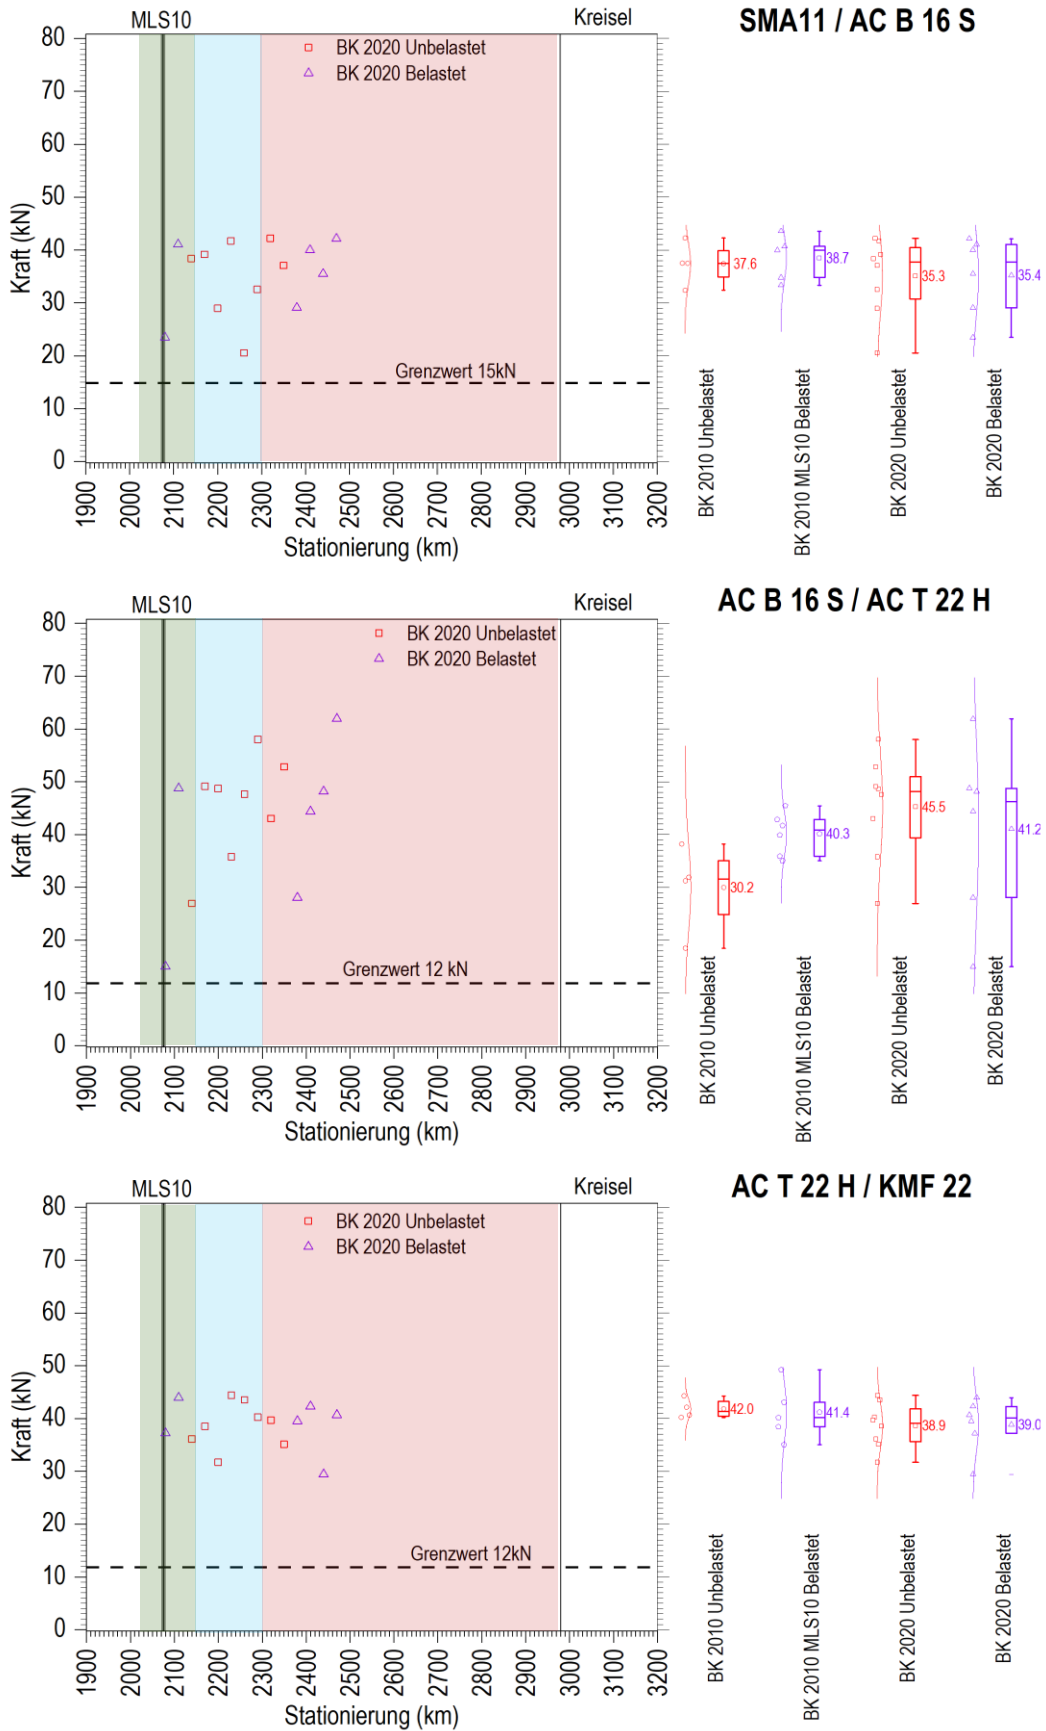 MLS10
Kreisel
SMA11 / AC B 16 S
BK 2020 Unbelastet
BK 2020 Belastet
80
70
60
50
40
30
20
10
0
Kraft (kN)
Grenzwert 15kN
1900
2000
2100
2200
2300
2400
2500
2600
2700
2800
2900
3000
3100
3200
Stationierung (km)
37.6
38.7
35.3
35.4
BK 2010 Unbelastet
BK 2010 MLS10 Belastet
BK 2020 Unbelastet
BK 2020 Belastet
MLS10
Kreisel
AC B 16 S / AC T 22 H
BK 2020 Unbelastet
BK 2020 Belastet
80
70
60
50
40
30
20
10
0
Kraft (kN)
Grenzwert 12 kN
1900
2000
2100
2200
2300
2400
2500
2600
2700
2800
2900
3000
3100
3200
Stationierung (km)
30.2
40.3
45.5
41.2
BK 2010 Unbelastet
BK 2010 MLS10 Belastet
BK 2020 Unbelastet
BK 2020 Belastet
MLS10
Kreisel
AC T 22 H / KMF 22
BK 2020 Unbelastet
BK 2020 Belastet
80
70
60
50
40
30
20
10
0
Kraft (kN)
Grenzwert 12kN
1900
2000
2100
2200
2300
2400
2500
2600
2700
2800
2900
3000
3100
3200
Stationierung (km)
42.0
41.4
38.9
39.0
BK 2010 Unbelastet
BK 2010 MLS10 Belastet
BK 2020 Unbelastet
BK 2020 Belastet